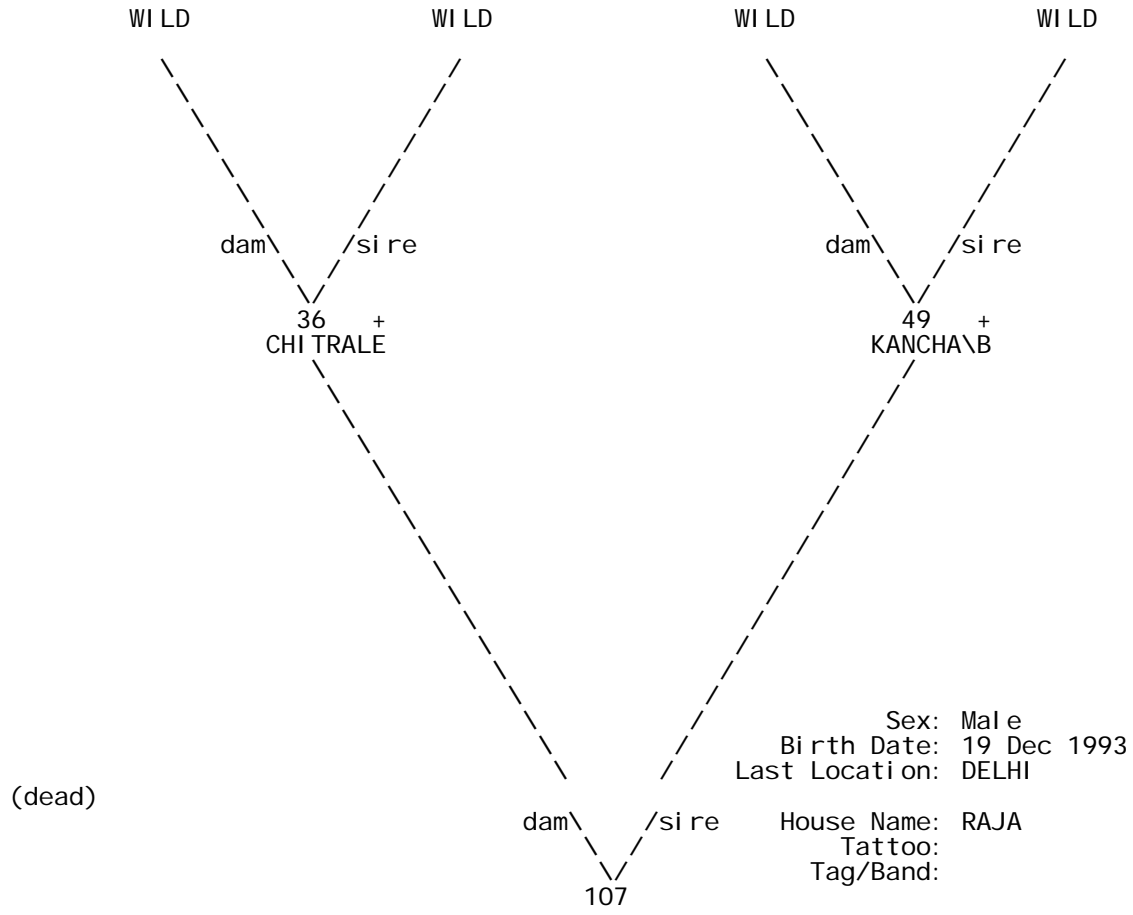 WILD WILD WILD WILD
dam sire dam sire
36 + 49 +
CHITRALE KANCHA\B
Sex: Male
Birth Date: 19 Dec 1993
Last Location: DELHI
(dead)
dam sire House Name: RAJA
Tattoo:
Tag/Band:
107